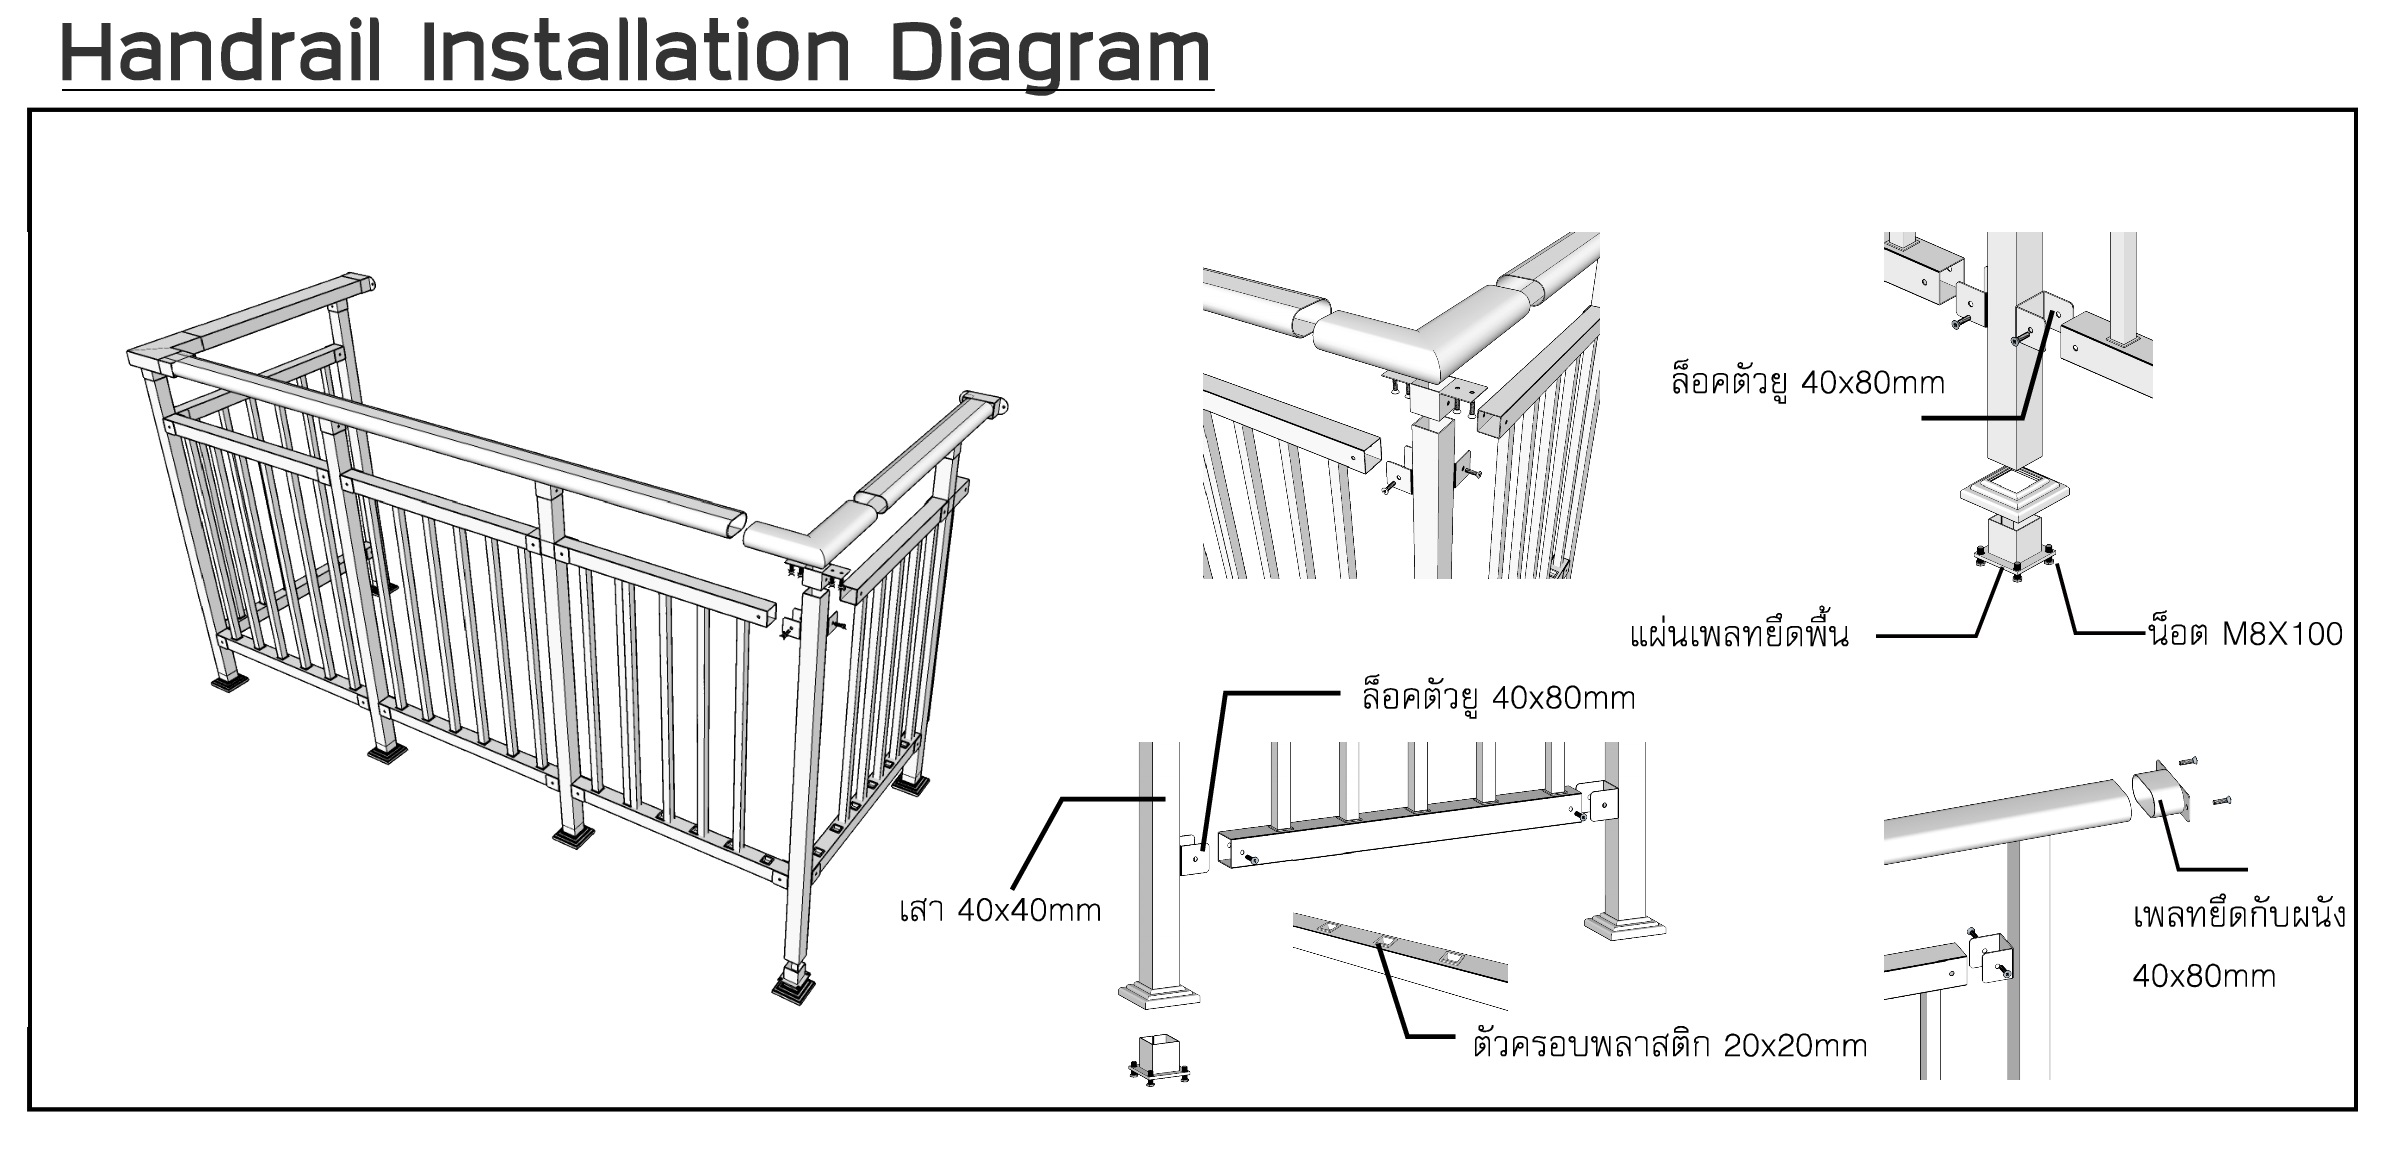 Handrail Installation Diagram
ล็อคตัวยู 40x80mm
แผ่นเพลทยึดพื้น
น็อต M8X100
ล็อคตัวยู 40x80mm
เสา 40x40mm
ตัวครอบพลาสติก 20x20mm
เพลทยึดกับผนัง
40x80mm